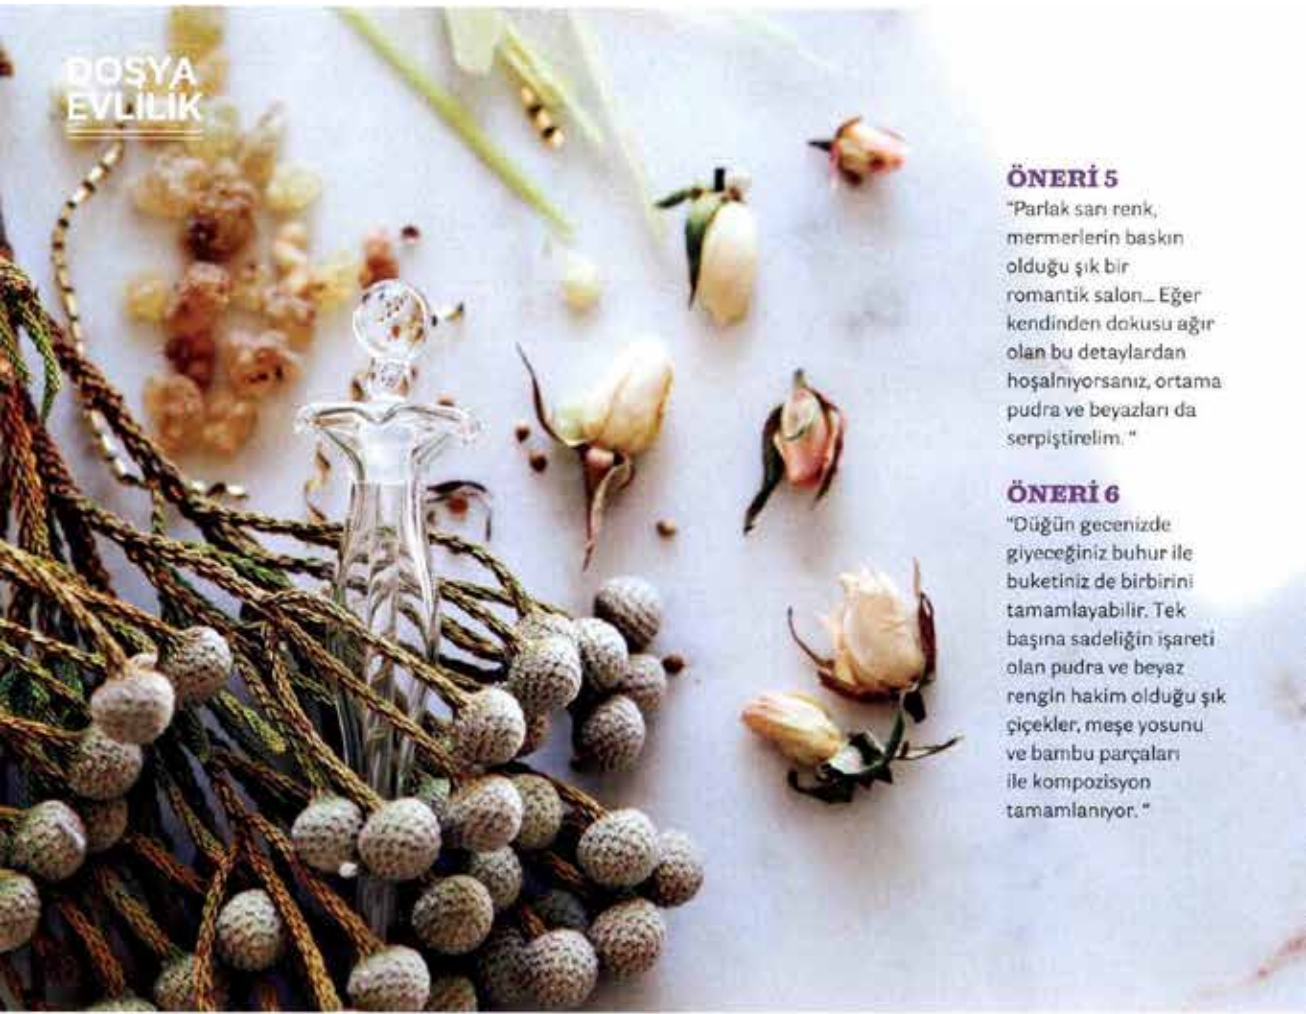 DOSYA
EVLİLİK
ÖNERİ 5
"Parlak sarı renk,
mermerlerin baskın
olduğu şık bir
romantik salon... Eğer
kendinden dokusu ağır
olan bu detaylardan
hoşalnıyorsanız, ortama
pudra ve beyazları da
serpiştirelim. "
ÖNERİ 6
"Düğün gecenizde
giyeceğiniz buhur ile
buketiniz de birbirini
tamamlayabilir. Tek
başına sadeliğin işareti
olan pudra ve beyaz
rengin hakim olduğu şık
çiçekler, meşe yosunu
ve bambu parçaları
ile kompozisyon
tamamlanıyor. "